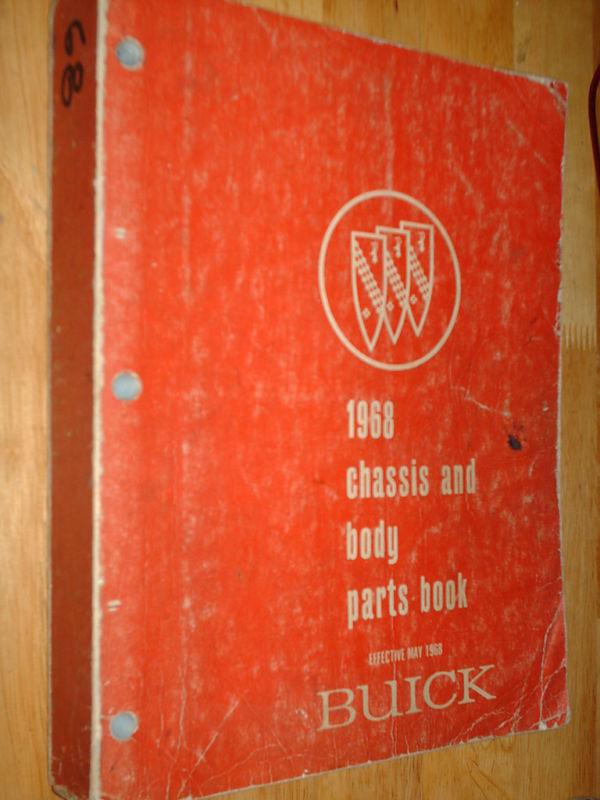 68
1968
chassis and
body
parts book
EFFECTIVE MAY 1968
BUICK